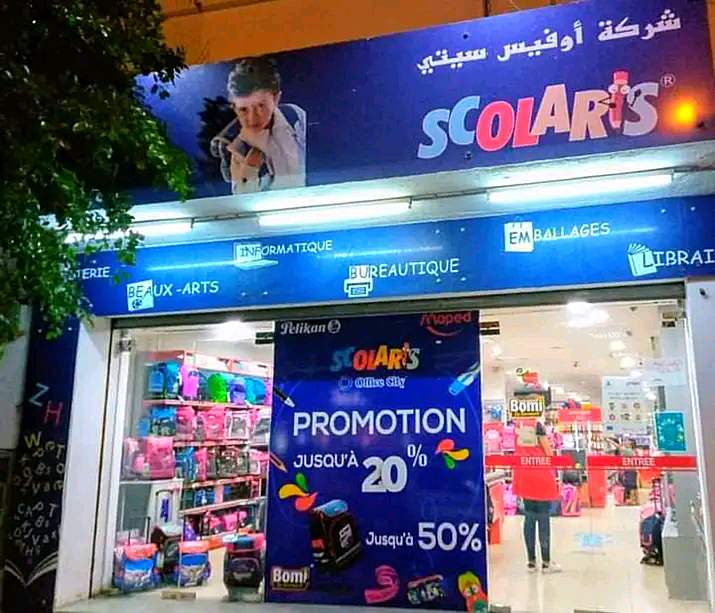 شركة أوفيس سيتي
SCOLARIS®
TERIE
BEAUX-ARTS
INFORMATIQUE
BUREAUTIQUE
EMBALLAGES
LIBRAI
Pelikan
Maped
SCOLARIS
Office City
PROMOTION
JUSQU'À 20%
Jusqu'à 50%
Bomi
Bomi
ENTREE
ENTREE
Z
H